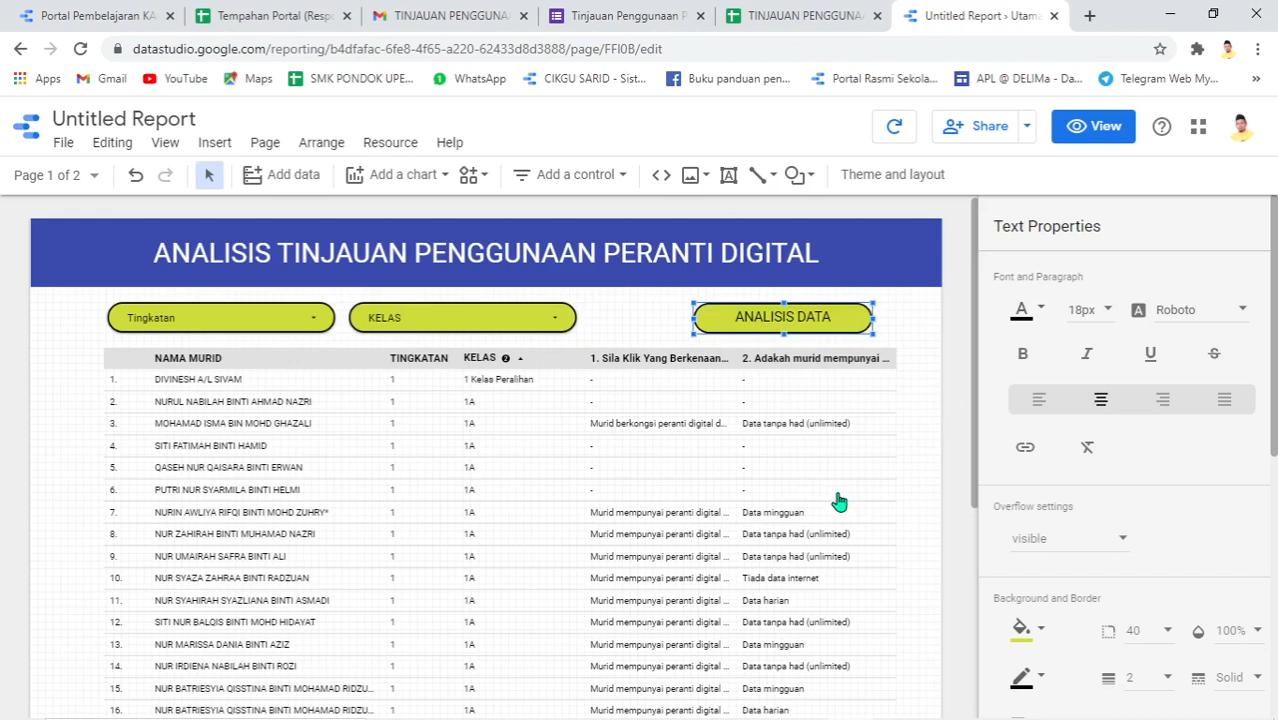 Portal Pembelajaran KA
Tempahan Portal (Respo
TINJAUAN PENGGUNA
Tinjauan Penggunaan P
TINJAUAN PENGGUNA
Untitled Report › Utam
datastudio.google.com/reporting/b4dfafac-6fe8-4f65-a220-62433d8d3888/page/FFI0B/edit
Apps
Gmail
YouTube
Maps
SMK PONDOK UPE...
WhatsApp
CIKGU SARID - Sist...
Buku panduan pen...
Portal Rasmi Sekola...
APL @ DELIMa - Da...
Telegram Web My...
»
Untitled Report
File Edit View Insert Page Arrange Resource Help
Share
View
Page 1 of 2
Add data
Add a chart
Add a control
Theme and layout
ANALISIS TINJAUAN PENGGUNAAN PERANTI DIGITAL
Tingkatan
KELAS
ANALISIS DATA
NAMA MURID TINGKATAN KELAS 1. Sila Klik Yang Berkenaan... 2. Adakah murid mempunyai ...
1. DIVINESH A/L SIVAM 1 1 Kelas Peralihan - -
2. NURUL NABILAH BINTI AHMAD NAZRI 1 1A - -
3. MOHAMAD ISMA BIN MOHD GHAZALI 1 1A Murid berkongsi peranti digital d... Data tanpa had (unlimited)
4. SITI FATIMAH BINTI HAMID 1 1A - -
5. QASEH NUR QAISARA BINTI ERWAN 1 1A - -
6. PUTRI NUR SYARMILA BINTI HELMI 1 1A - -
7. NURIN AWLIYA RIFQI BINTI MOHD ZUHRY* 1 1A Murid mempunyai peranti digital ... Data mingguan
8. NUR ZAHIRAH BINTI MUHAMAD NAZRI 1 1A Murid mempunyai peranti digital ... Data tanpa had (unlimited)
9. NUR UMAIRAH SAFRA BINTI ALI 1 1A Murid mempunyai peranti digital ... Data tanpa had (unlimited)
10. NUR SYAZA ZAHRAA BINTI RADZUAN 1 1A Murid mempunyai peranti digital ... Tiada data internet
11. NUR SYAHIRAH SYAZLIANA BINTI ASMADI 1 1A Murid mempunyai peranti digital ... Data harian
12. SITI NUR BALQIS BINTI MOHD HIDAYAT 1 1A Murid mempunyai peranti digital ... Data tanpa had (unlimited)
13. NUR MARISSA DANIA BINTI AZIZ 1 1A Murid mempunyai peranti digital ... Data mingguan
14. NUR IRDIENA NABILAH BINTI ROZI 1 1A Murid mempunyai peranti digital ... Data tanpa had (unlimited)
15. NUR BATRIESYIA QISSTINA BINTI MOHAMAD RIDZU... 1 1A Murid mempunyai peranti digital ... Data mingguan
16. NUR BATRIESYIA QISSTINA BINTI MOHAMAD RIDZU... 1 1A Murid mempunyai peranti digital ... Data harian
Text Properties
Font and Paragraph
A 18px A Roboto
B I U S
Overflow settings
visible
Background and Border
40 100%
2 Solid